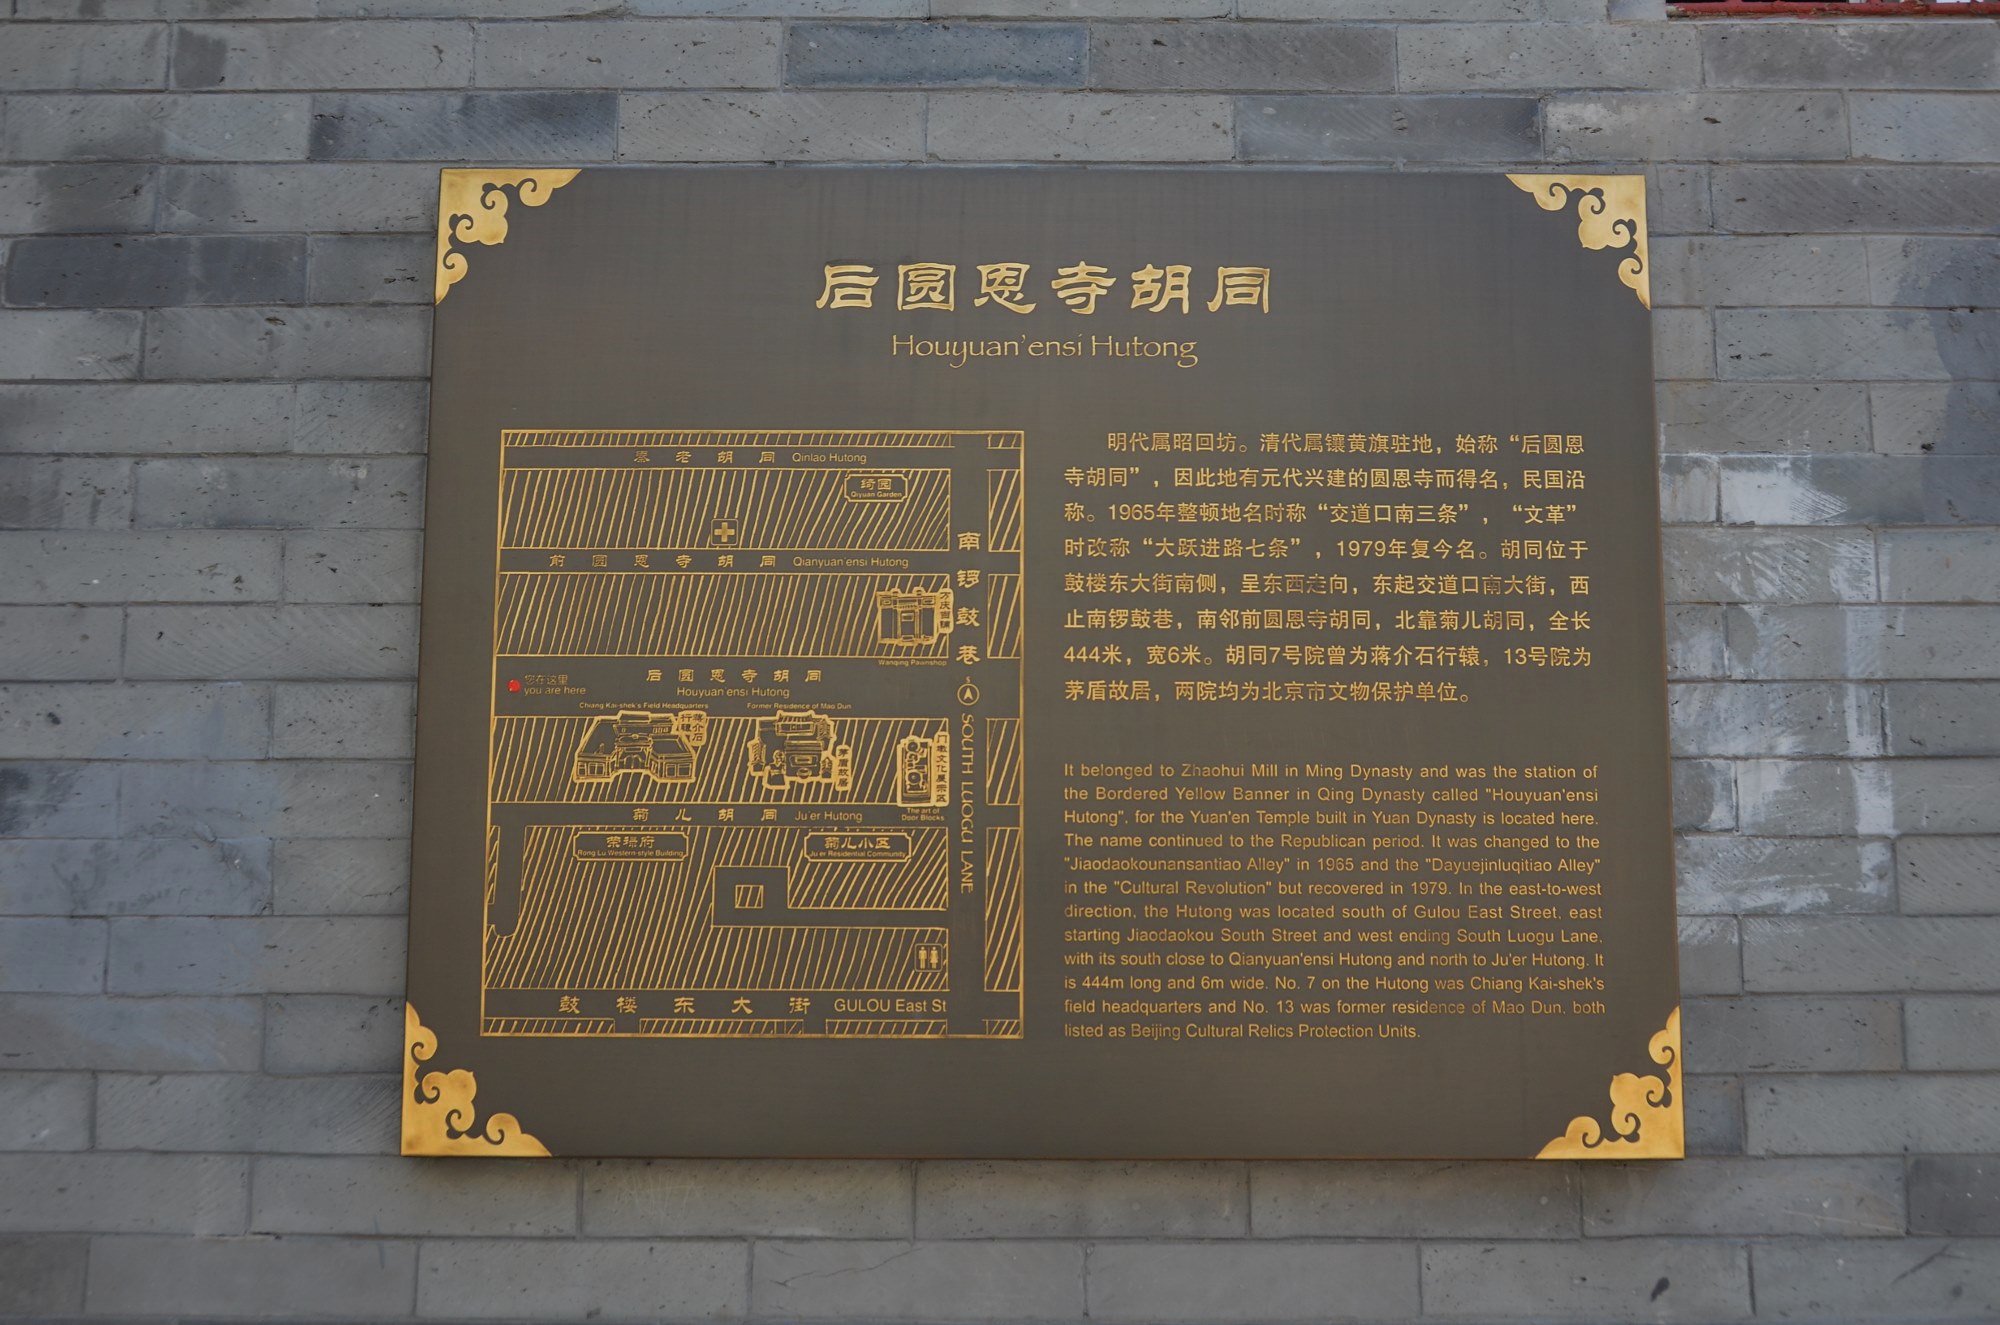 后圆恩寺胡同
Houyuan'ensi Hutong
秦老胡同 Qinlao Hutong
绮园
Qiyuan Garden
前圆恩寺胡同 Qianyuan'ensi Hutong
万庆当铺
Wanqing Pawnshop
南锣鼓巷
S
SOUTH LUOGU LANE
您在这里
you are here
后圆恩寺胡同
Houyuan'ensi Hutong
Chiang Kai-shek's Field Headquarters
蒋介石
行辕
Former Residence of Mao Dun
茅盾故居
The art of
Door Blocks
菊儿胡同 Ju'er Hutong
荣禄府
Rong Lu Western-style Building
菊儿小区
Ju'er Residential Community
鼓楼东大街 GULOU East St
明代属昭回坊。清代属镶黄旗驻地，始称“后圆恩
寺胡同”，因此地有元代兴建的圆恩寺而得名，民国沿
称。1965年整顿地名时称“交道口南三条”，“文革”
时改称“大跃进路七条”，1979年复今名。胡同位于
鼓楼东大街南侧，呈东西走向，东起交道口南大街，西
止南锣鼓巷，南邻前圆恩寺胡同，北靠菊儿胡同，全长
444米，宽6米。胡同7号院曾为蒋介石行辕，13号院为
茅盾故居，两院均为北京市文物保护单位。
It belonged to Zhaohui Mill in Ming Dynasty and was the station of
the Bordered Yellow Banner in Qing Dynasty called "Houyuan'ensi
Hutong", for the Yuan'en Temple built in Yuan Dynasty is located here.
The name continued to the Republican period. It was changed to the
"Jiaodaokounansantiao Alley" in 1965 and the "Dayuejinluqitiao Alley"
in the "Cultural Revolution" but recovered in 1979. In the east-to-west
direction, the Hutong was located south of Gulou East Street, east
starting Jiaodaokou South Street and west ending South Luogu Lane,
with its south close to Qianyuan'ensi Hutong and north to Ju'er Hutong. It
is 444m long and 6m wide. No. 7 on the Hutong was Chiang Kai-shek's
field headquarters and No. 13 was former residence of Mao Dun, both
listed as Beijing Cultural Relics Protection Units.